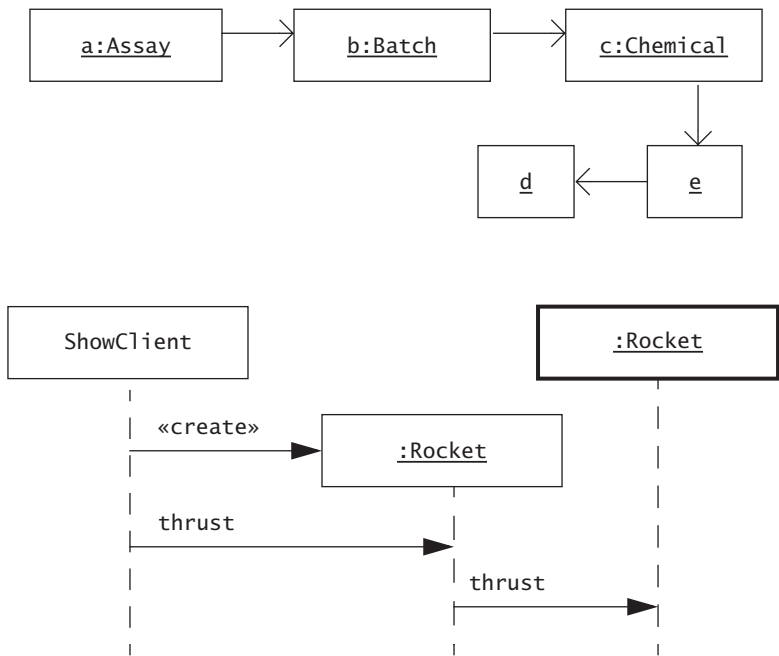 a:Assay
b:Batch
c:Chemical
d
e
ShowClient
:Rocket
«create»
:Rocket
thrust
thrust